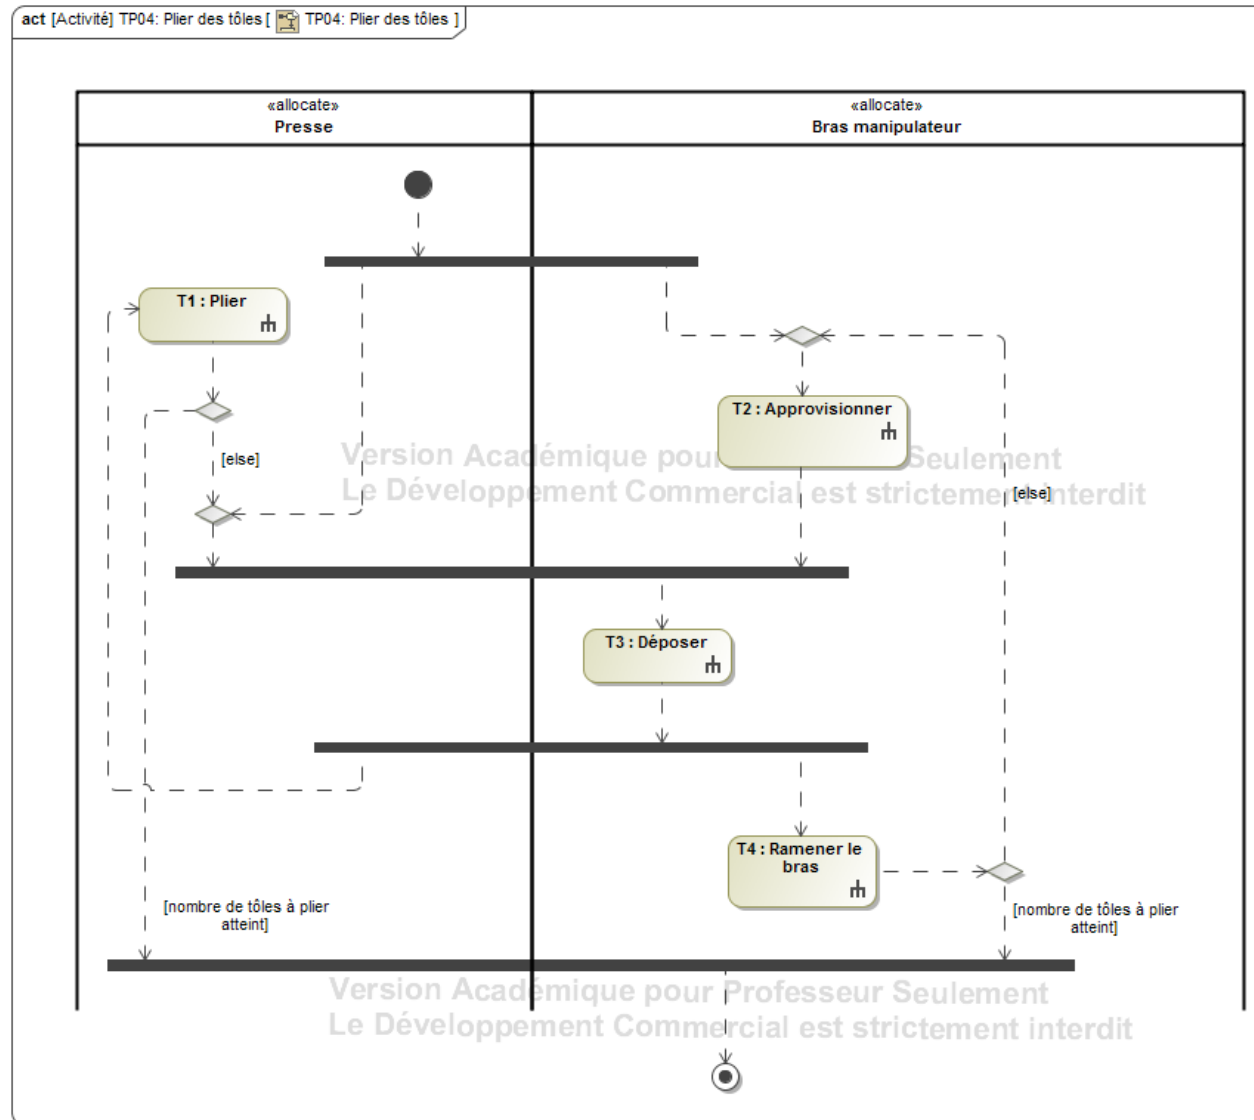 act [Activité] TP04: Plier des tôles [ TP04: Plier des tôles ]
«allocate»
Presse
«allocate»
Bras manipulateur
T1 : Plier
T2 : Approvisionner
[else]
Version Académique pour Seulement
Le Développement Commercial est strictement interdit
[else]
T3 : Déposer
T4 : Ramener le
bras
[nombre de tôles à plier
atteint]
[nombre de tôles à plier
atteint]
Version Académique pour Professeur Seulement
Le Développement Commercial est strictement interdit